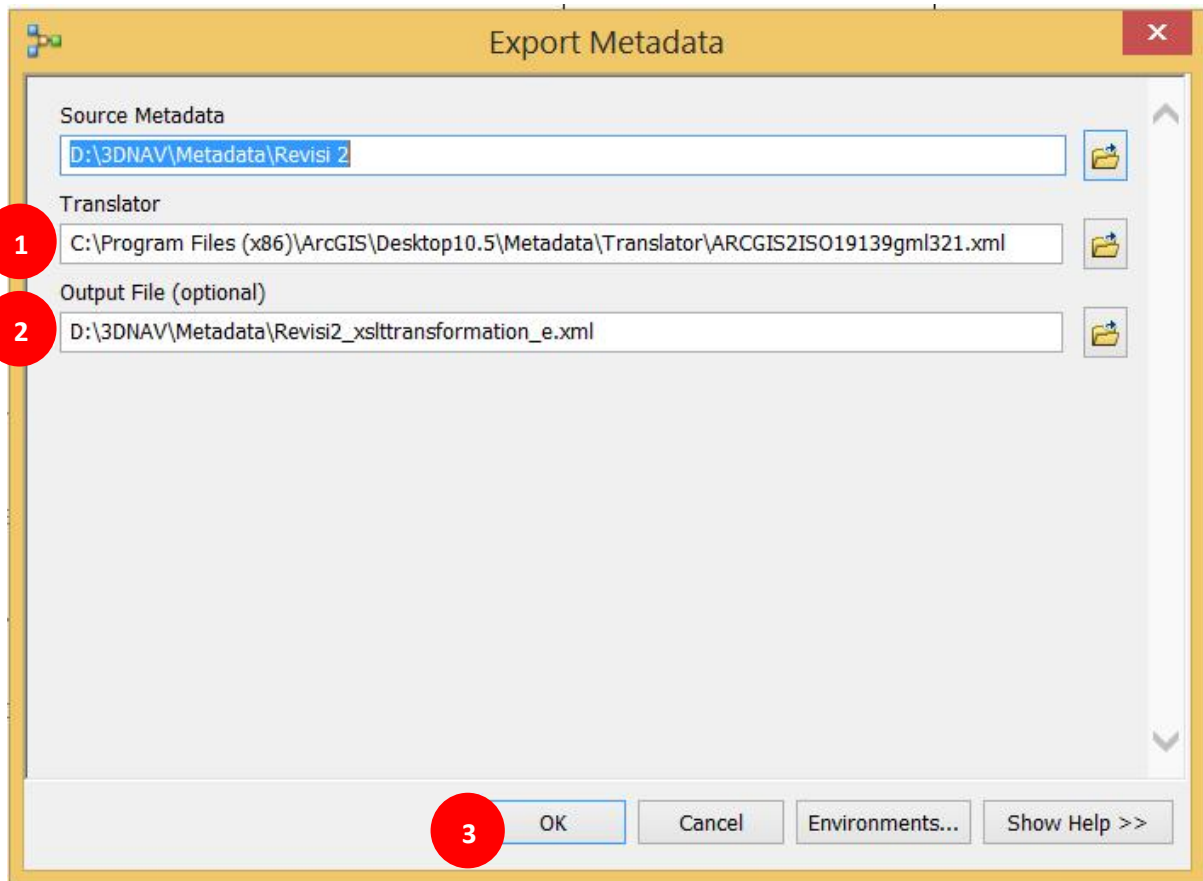 Export Metadata
Source Metadata
D:\3DNAV\Metadata\Revisi 2
Translator
1
C:\Program Files (x86)\ArcGIS\Desktop10.5\Metadata\Translator\ARCGIS2ISO19139gml321.xml
Output File (optional)
2
D:\3DNAV\Metadata\Revisi2_xslttransformation_e.xml
3
OK Cancel Environments... Show Help >>